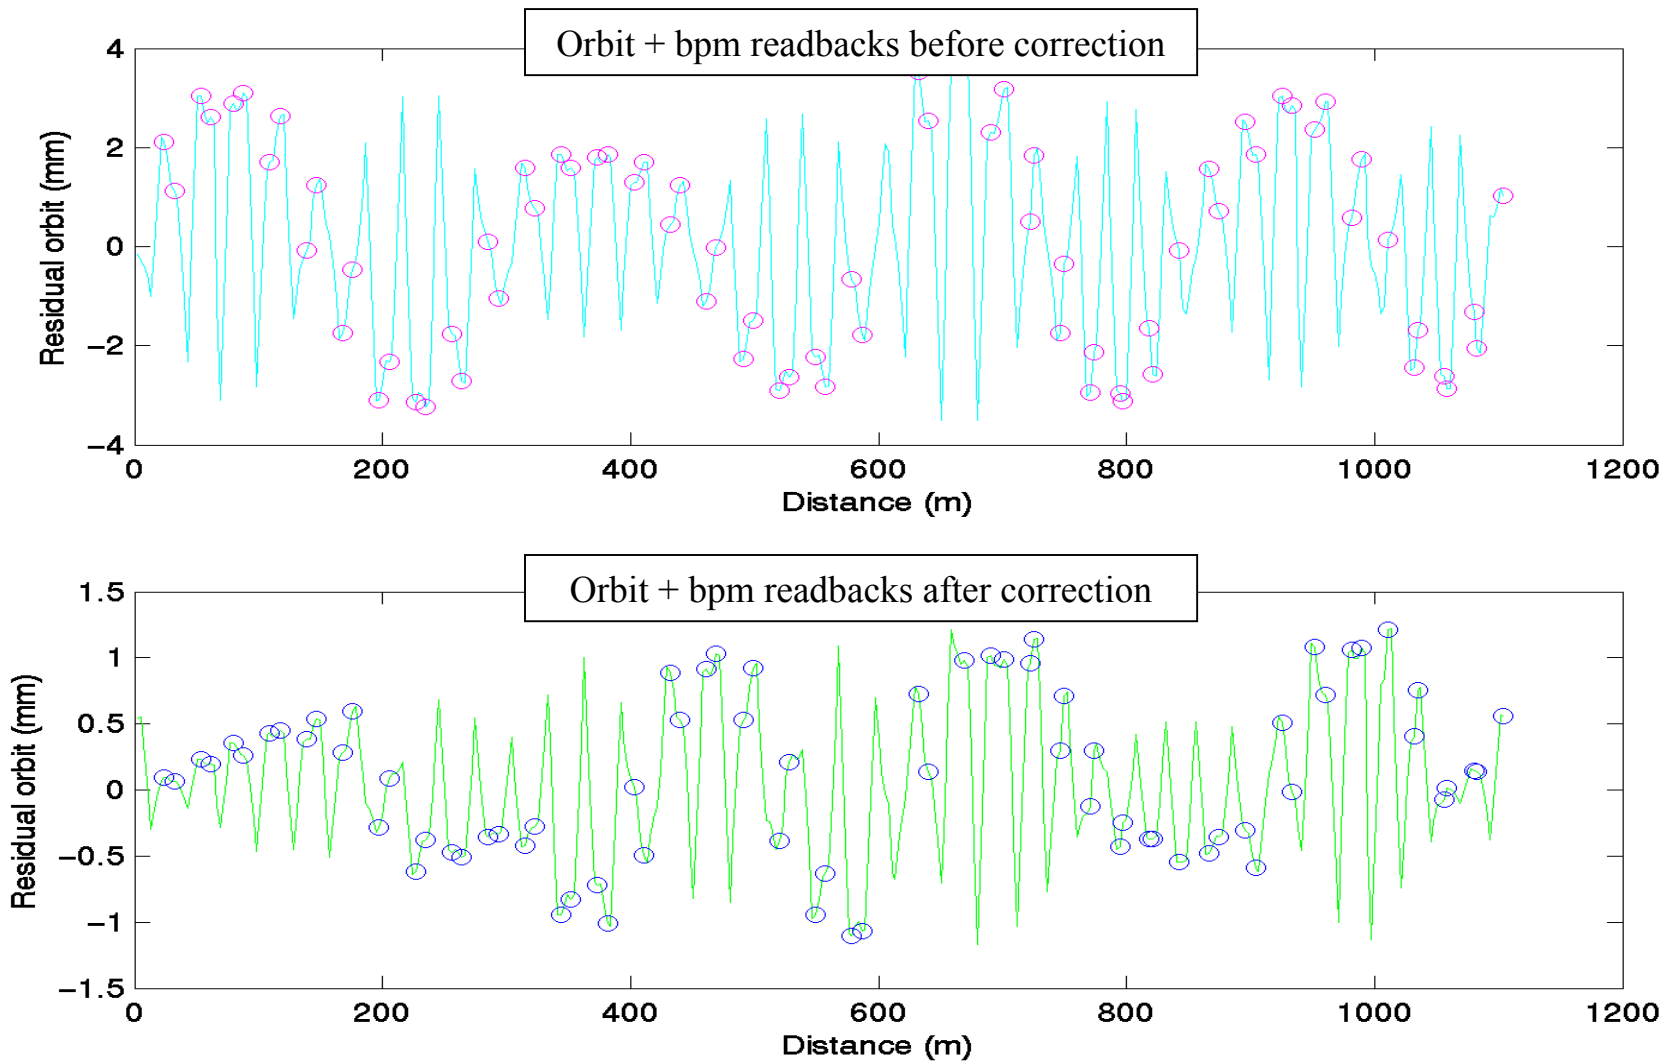 Orbit + bpm readbacks before correction
4
2
0
−2
−4
Residual orbit (mm)
0 200 400 600 800 1000 1200
Distance (m)
Orbit + bpm readbacks after correction
1.5
1
0.5
0
−0.5
−1
−1.5
Residual orbit (mm)
0 200 400 600 800 1000 1200
Distance (m)